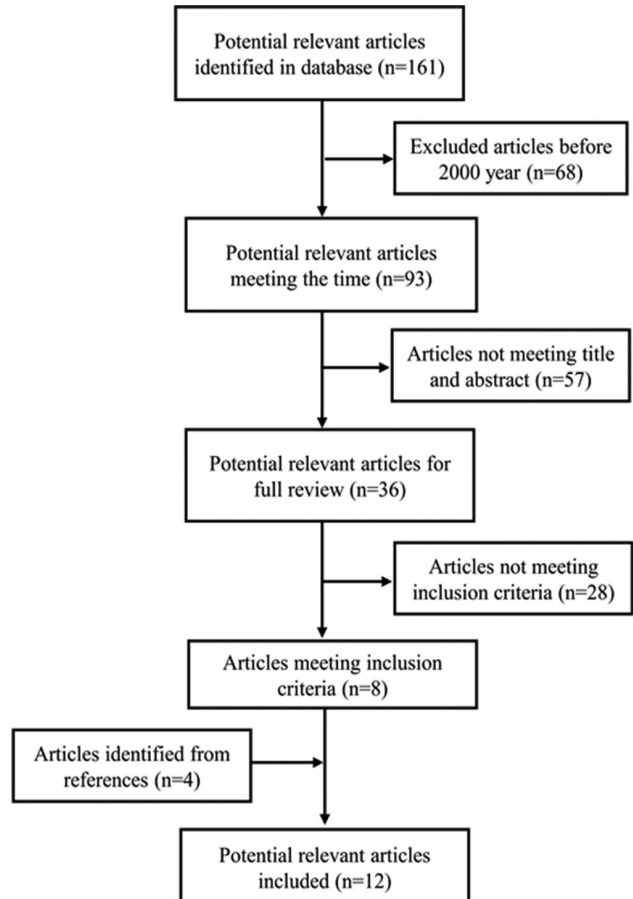 Potential relevant articles
identified in database (n=161)
Excluded articles before
2000 year (n=68)
Potential relevant articles
meeting the time (n=93)
Articles not meeting title
and abstract (n=57)
Potential relevant articles for
full review (n=36)
Articles not meeting
inclusion criteria (n=28)
Articles meeting inclusion
criteria (n=8)
Articles identified from
references (n=4)
Potential relevant articles
included (n=12)